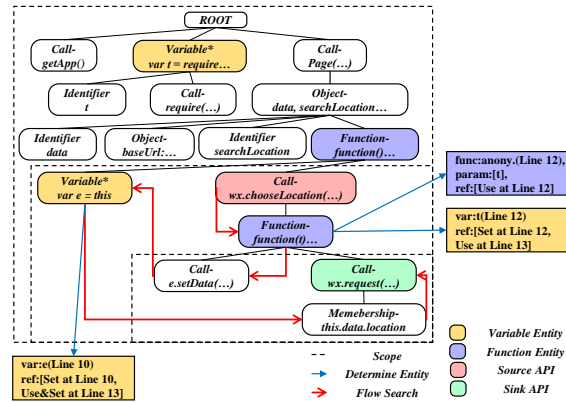 ROOT
Call-
getApp()
Variable*
var t = require…
Call-
Page(…)
Identifier
t
Call-
require(…)
Object-
data, searchLocation…
Identifier
data
Object-
baseUrl:…
Identifier
searchLocation
Function-
function()…
Variable*
var e = this
Call-
wx.chooseLocation(…)
func:anony.(Line 12),
param:[t],
ref:[Use at Line 12]
Function-
function(t)…
var:t(Line 12)
ref:[Set at Line 12,
Use at Line 13]
Call-
e.setData(…)
Call-
wx.request(…)
Memebership-
this.data.location
var:e(Line 10)
ref:[Set at Line 10,
Use&Set at Line 13]
Scope
Determine Entity
Flow Search
Variable Entity
Function Entity
Source API
Sink API